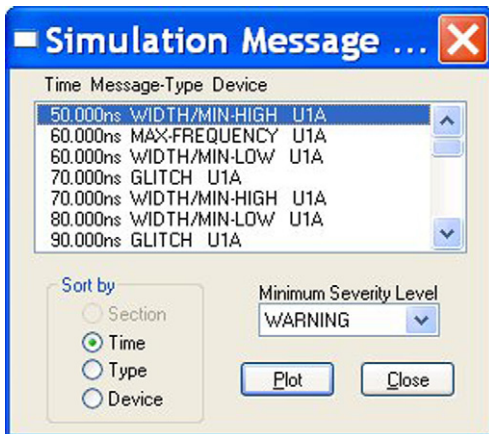 Simulation Message ...
Time Message-Type Device
50.000ns WIDTH/MIN-HIGH U1A
60.000ns MAX-FREQUENCY U1A
60.000ns WIDTH/MIN-LOW U1A
70.000ns GLITCH U1A
70.000ns WIDTH/MIN-HIGH U1A
80.000ns WIDTH/MIN-LOW U1A
90.000ns GLITCH U1A
Sort by
Section
Time
Type
Device
Minimum Severity Level
WARNING
Plot
Close